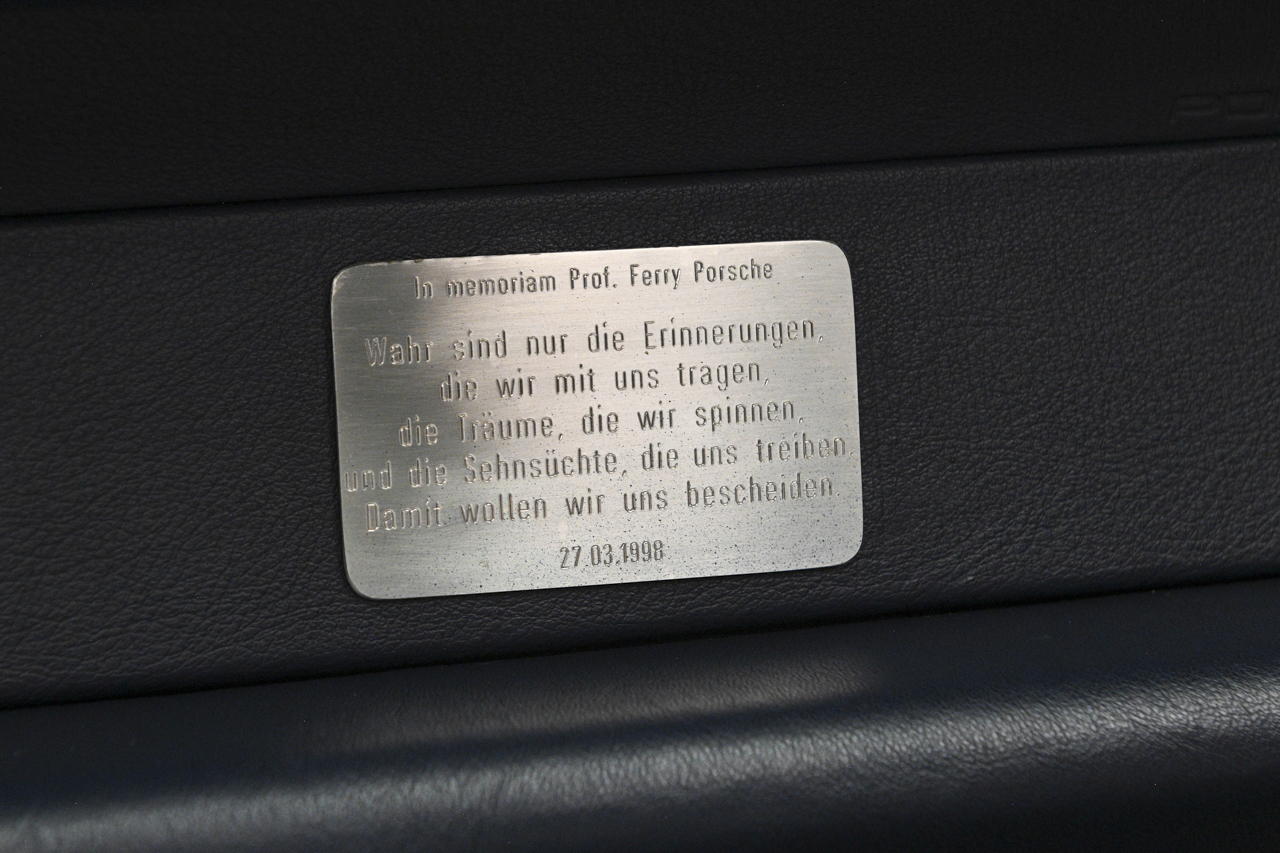 In memoriam Prof. Ferry Porsche
Wahr sind nur die Erinnerungen,
die wir mit uns tragen,
die Träume, die wir spinnen,
und die Sehnsüchte, die uns treiben.
Damit wollen wir uns bescheiden.
27.03.1998